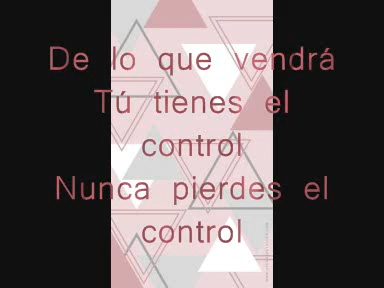 De lo que vendrá
Tú tienes el
control
Nunca pierdes el
control